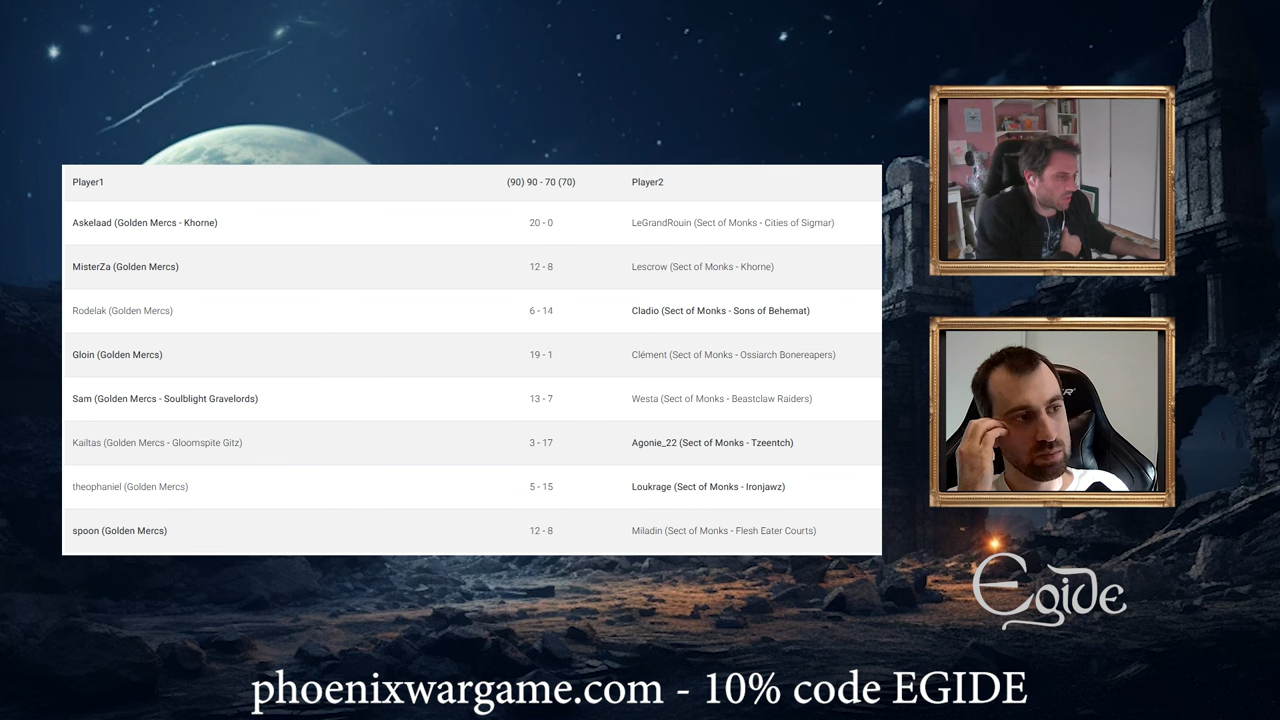 Player1 (90) 90 - 70 (70) Player2
Askelaad (Golden Mercs - Khorne) 20 - 0 LeGrandRouin (Sect of Monks - Cities of Sigmar)
MisterZa (Golden Mercs) 12 - 8 Lescrow (Sect of Monks - Khorne)
Rodelak (Golden Mercs) 6 - 14 Cladio (Sect of Monks - Sons of Behemat)
Gloin (Golden Mercs) 19 - 1 Clément (Sect of Monks - Ossiarch Bonereapers)
Sam (Golden Mercs - Soulblight Gravelords) 13 - 7 Westa (Sect of Monks - Beastclaw Raiders)
Kailtas (Golden Mercs - Gloomspite Gitz) 3 - 17 Agonie_22 (Sect of Monks - Tzeentch)
theophaniel (Golden Mercs) 5 - 15 Loukrage (Sect of Monks - Ironjawz)
spoon (Golden Mercs) 12 - 8 Miladin (Sect of Monks - Flesh Eater Courts)
Egide
phoenixwargame.com - 10% code EGIDE